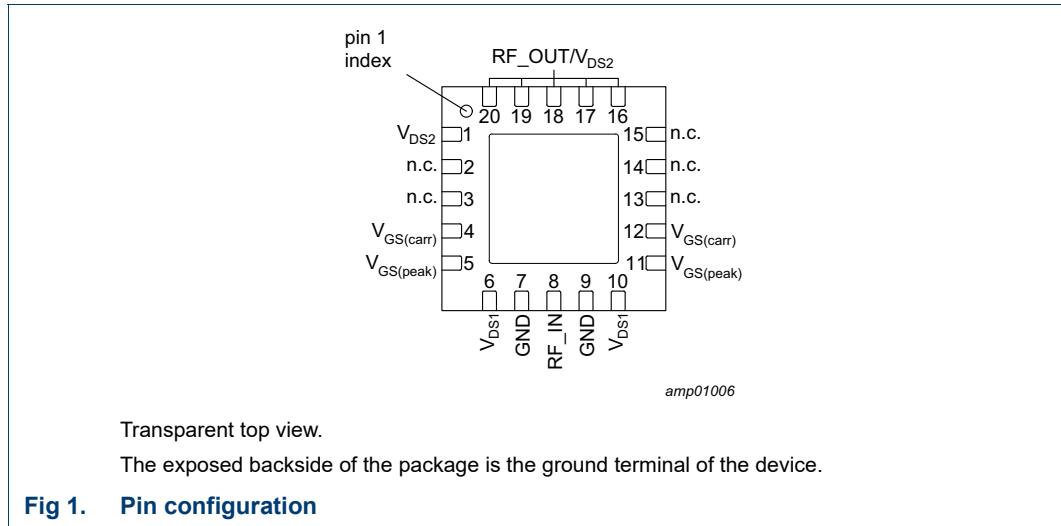 pin 1
index
RF_OUT/VDS2
20 19 18 17 16
VDS2 1
n.c. 2
n.c. 3
VGS(carr) 4
VGS(peak) 5
15 n.c.
14 n.c.
13 n.c.
12 VGS(carr)
11 VGS(peak)
6 7 8 9 10
VDS1
GND
RF_IN
GND
VDS1
amp01006
Transparent top view.
The exposed backside of the package is the ground terminal of the device.
Fig 1. Pin configuration